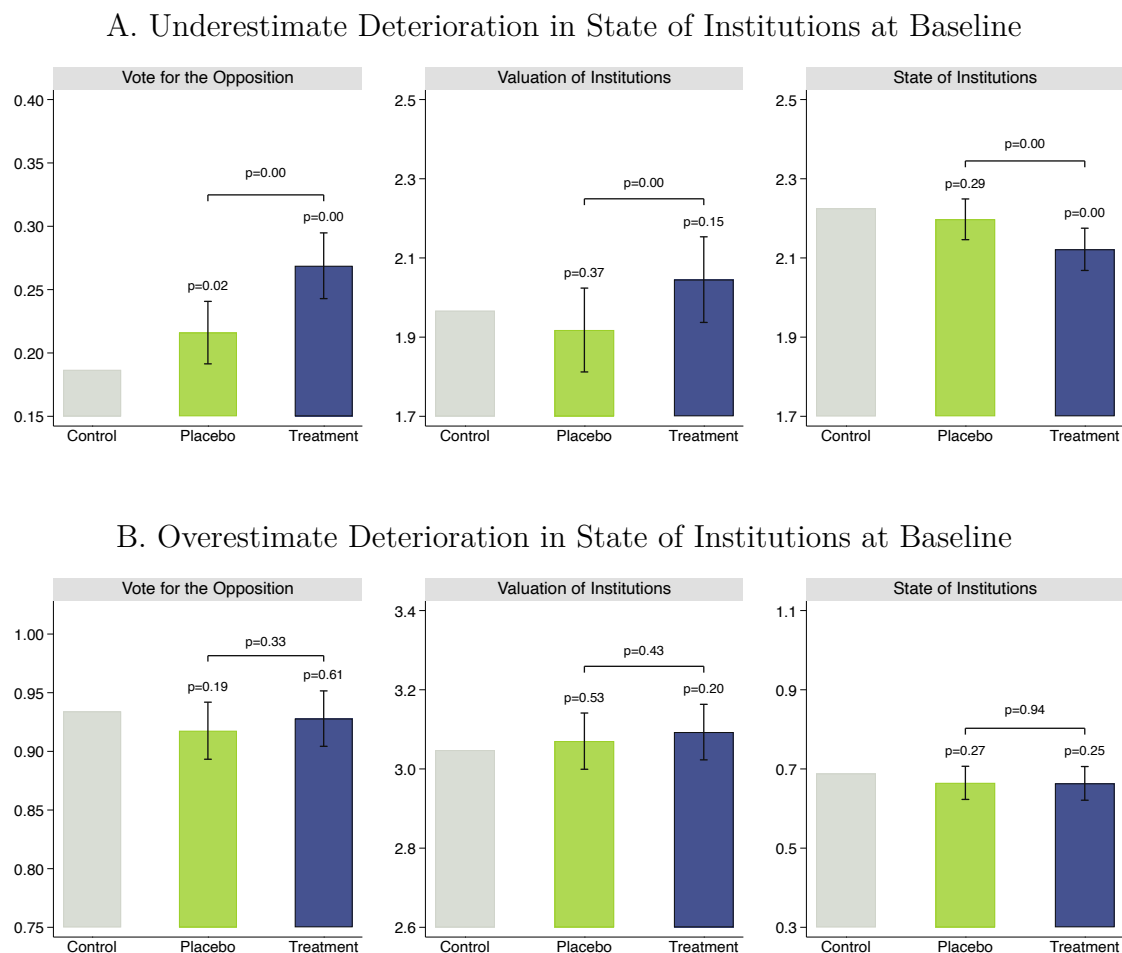 A. Underestimate Deterioration in State of Institutions at Baseline
Vote for the Opposition
0.40
0.35
0.30
0.25
0.20
0.15
p=0.00
p=0.02
p=0.00
Control
Placebo
Treatment
Valuation of Institutions
2.5
2.3
2.1
1.9
1.7
p=0.00
p=0.37
p=0.15
Control
Placebo
Treatment
State of Institutions
2.5
2.3
2.1
1.9
1.7
p=0.00
p=0.29
p=0.00
Control
Placebo
Treatment
B. Overestimate Deterioration in State of Institutions at Baseline
Vote for the Opposition
1.00
0.95
0.90
0.85
0.80
0.75
p=0.33
p=0.19
p=0.61
Control
Placebo
Treatment
Valuation of Institutions
3.4
3.2
3.0
2.8
2.6
p=0.43
p=0.53
p=0.20
Control
Placebo
Treatment
State of Institutions
1.1
0.9
0.7
0.5
0.3
p=0.94
p=0.27
p=0.25
Control
Placebo
Treatment